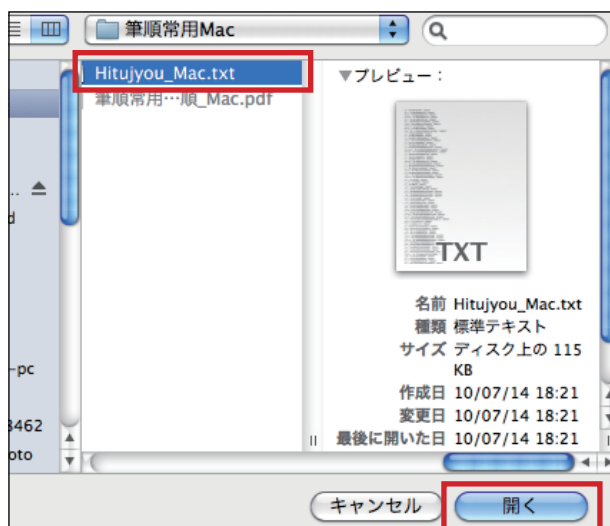 筆順常用Mac
Hitujyou_Mac.txt
筆順常用…順_Mac.pdf
▼プレビュー：
TXT
名前 Hitujyou_Mac.txt
種類 標準テキスト
サイズ ディスク上の 115
KB
作成日 10/07/14 18:21
変更日 10/07/14 18:21
最後に開いた日 10/07/14 18:21
..
d
-pc
8462
oto
キャンセル
開く